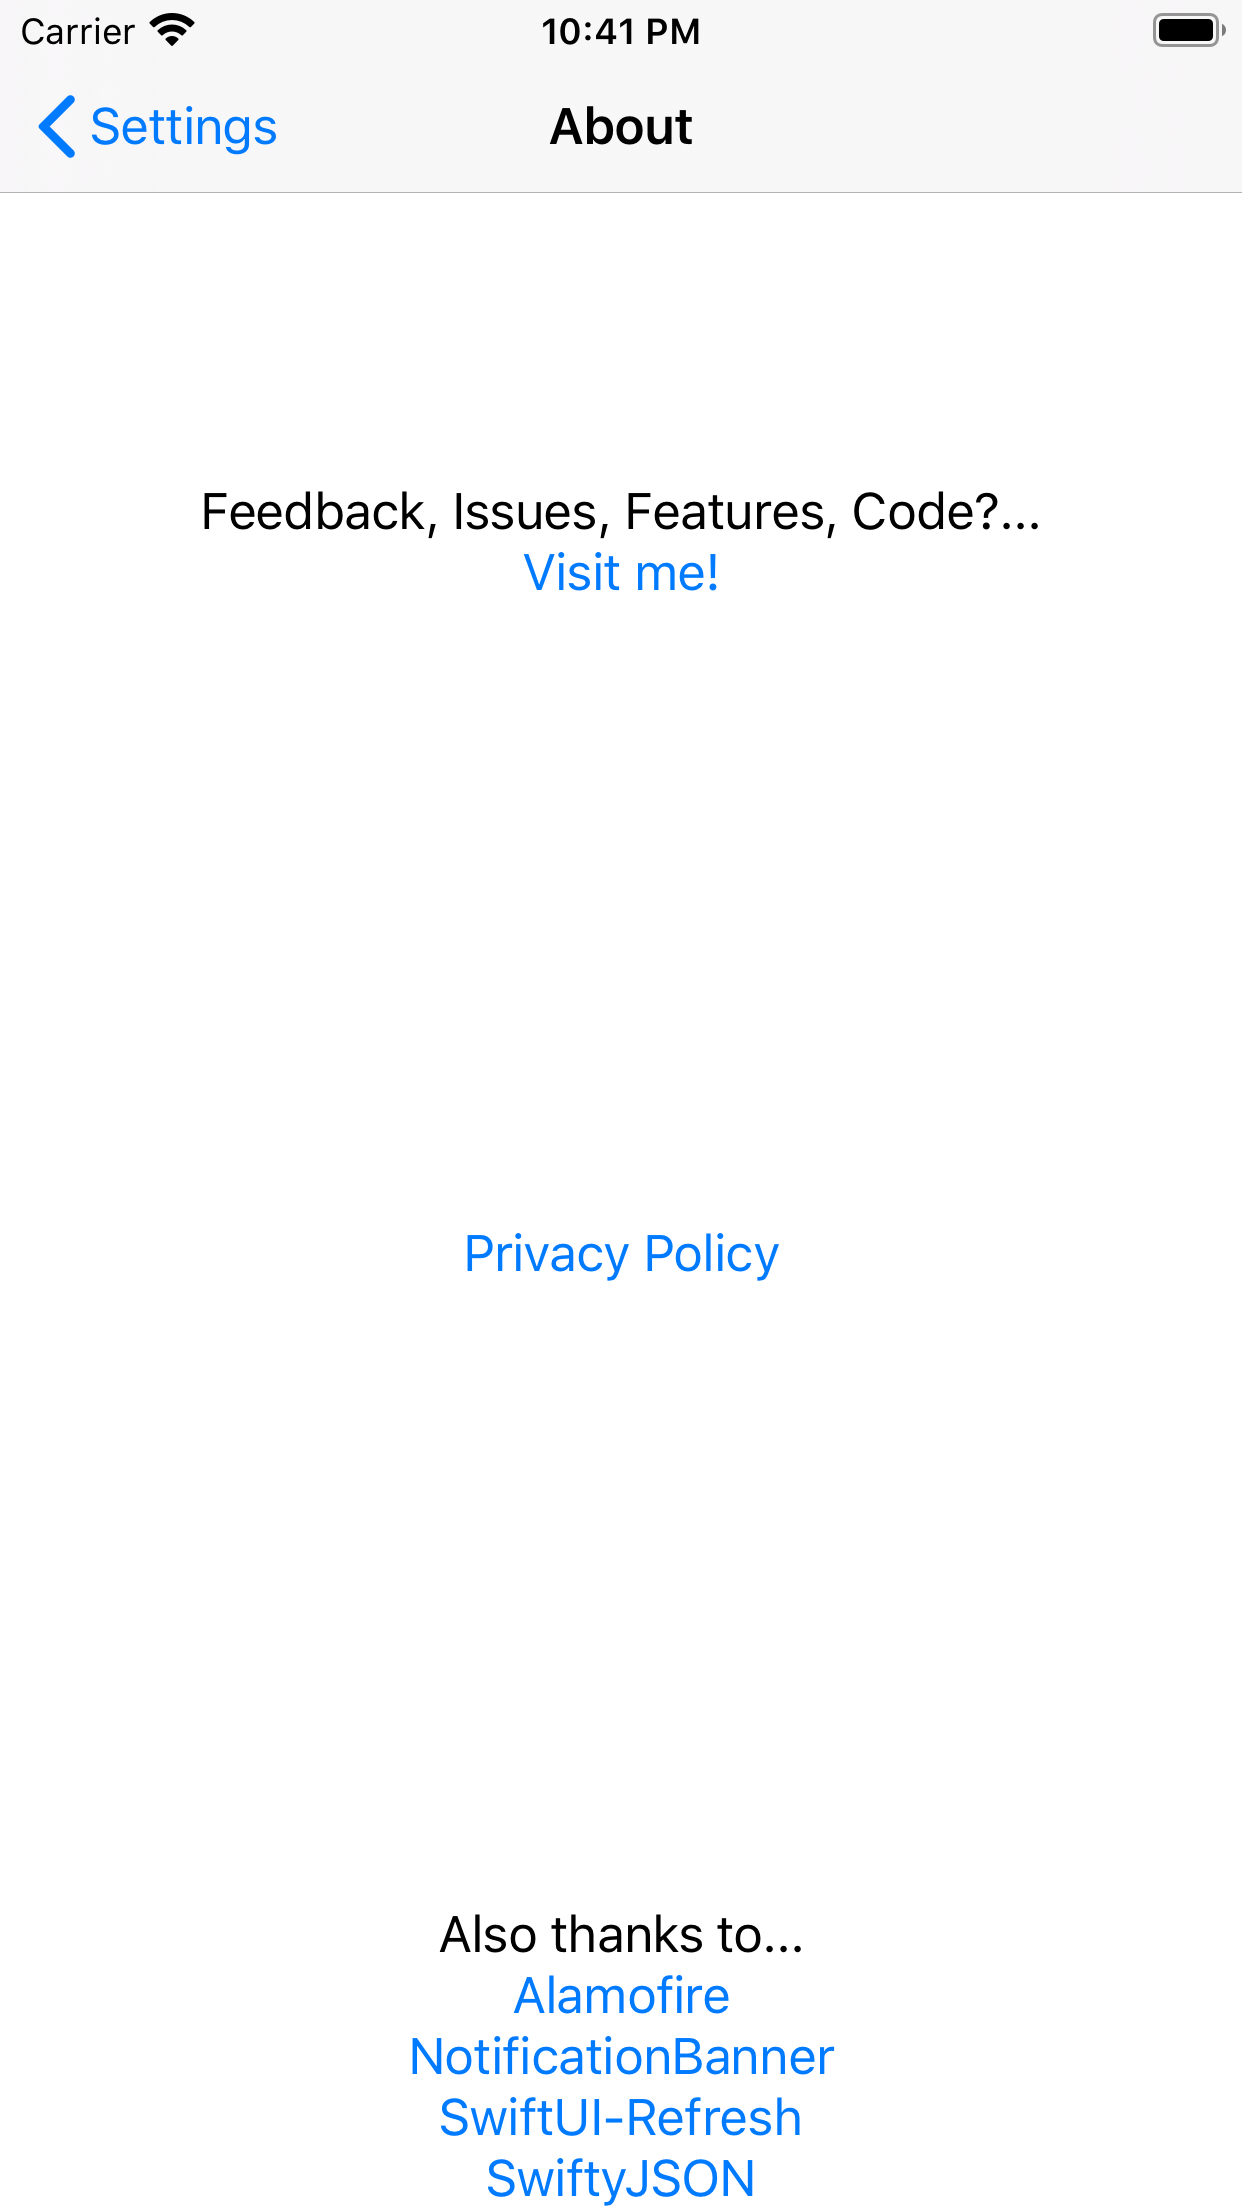 Carrier 10:41 PM
Settings About
Feedback, Issues, Features, Code?...
Visit me!
Privacy Policy
Also thanks to...
Alamofire
NotificationBanner
SwiftUI-Refresh
SwiftyJSON